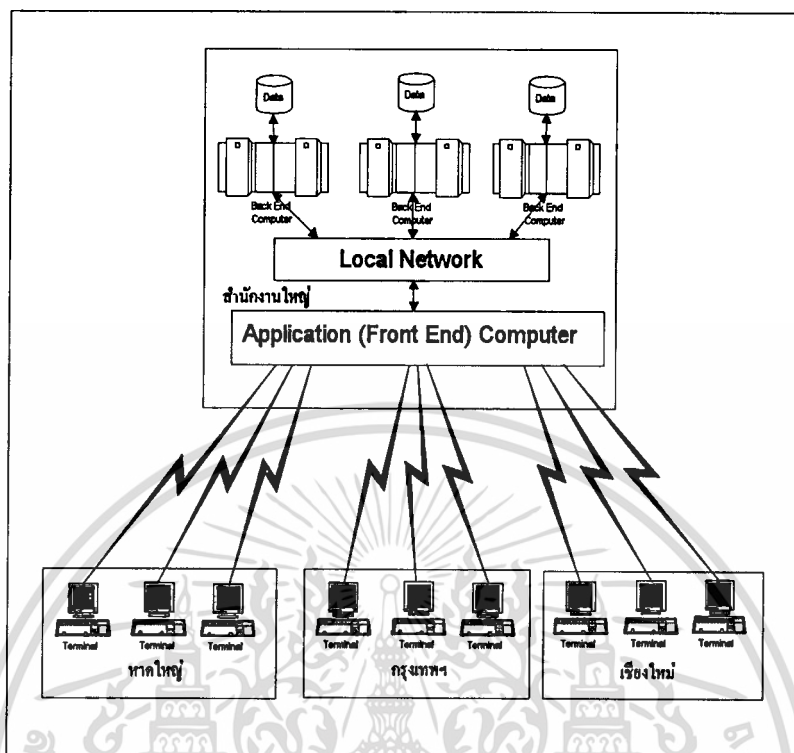 Data Data Data
Back End Computer Back End Computer Back End Computer
Local Network
สำนักงานใหญ่
Application (Front End) Computer
Terminal Terminal Terminal Terminal Terminal Terminal Terminal Terminal Terminal
หาดใหญ่ กรุงเทพฯ เชียงใหม่